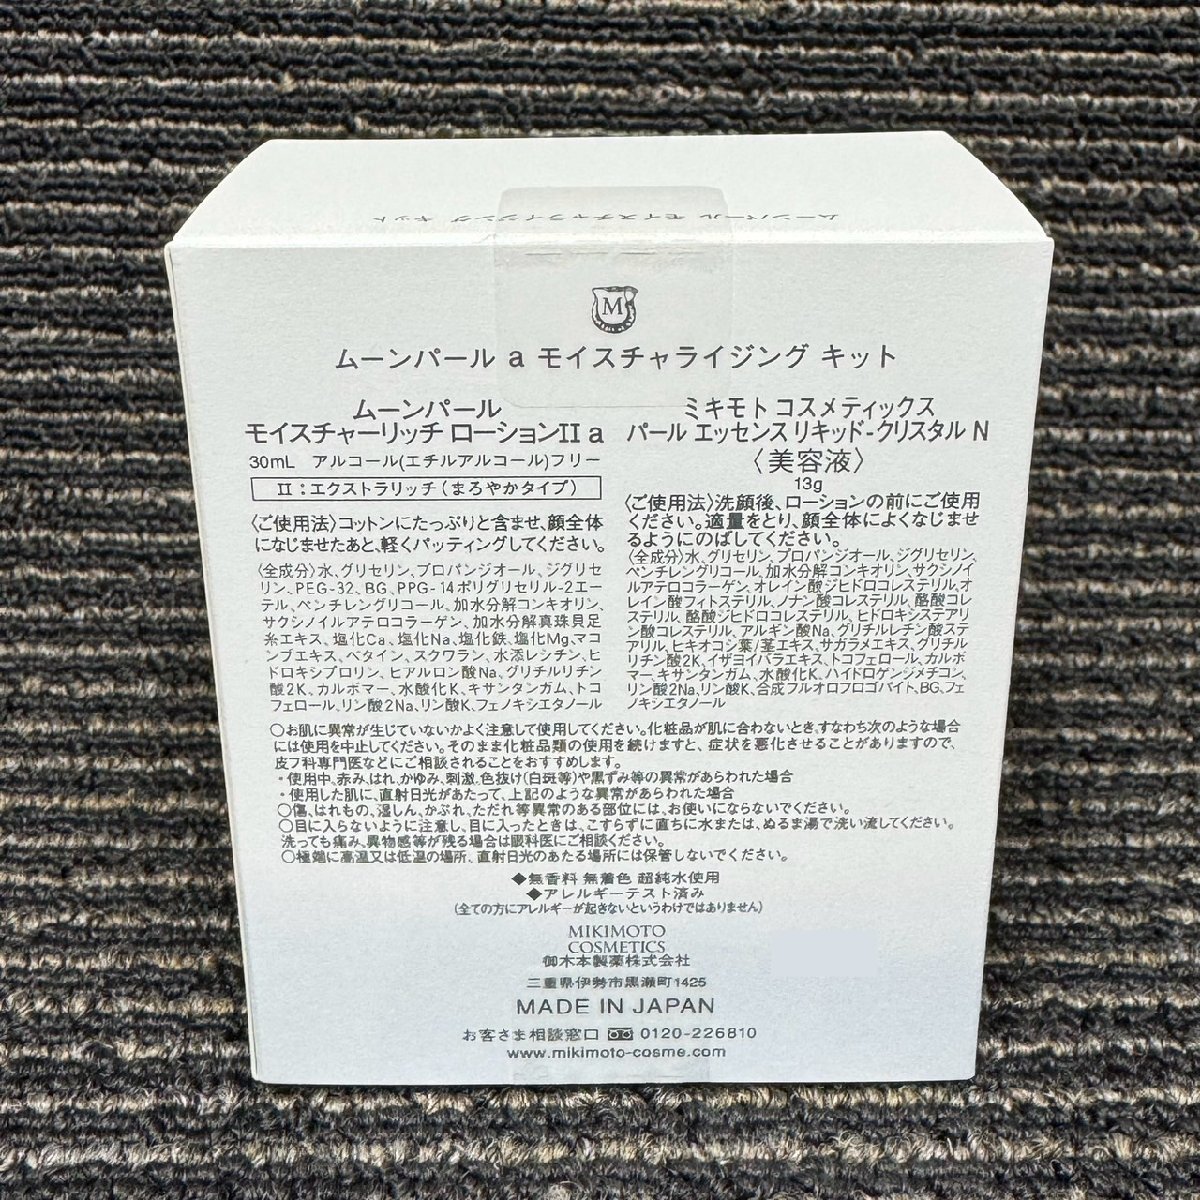 ムーンパール モイスチャライジング キット
M
ムーンパール a モイスチャライジング キット
ムーンパール
モイスチャーリッチ ローションII a
30mL アルコール(エチルアルコール)フリー
II:エクストラリッチ(まろやかタイプ)
〈ご使用法〉コットンにたっぷりと含ませ、顔全体
になじませたあと、軽くパッティングしてください。
〈全成分〉水、グリセリン、プロパンジオール、ジグリセ
リン、PEG-32、BG、PPG-14ポリグリセリル-2エー
テル、ペンチレングリコール、加水分解コンキオリン、
サクシノイルアテロコラーゲン、加水分解真珠貝足
糸エキス、塩化Ca、塩化Na、塩化鉄、塩化Mg、マコ
ンブエキス、ベタイン、スクワラン、水添レシチン、ヒ
ドロキシプロリン、ヒアルロン酸Na、グリチルリチン
酸2K、カルボマー、水酸化K、キサンタンガム、トコ
フェロール、リン酸2Na、リン酸K、フェノキシエタノール
ミキモト コスメティックス
パール エッセンス リキッド-クリスタル N
〈美容液〉
13g
〈ご使用法〉洗顔後、ローションの前にご使用
ください。適量をとり、顔全体によくなじませ
るようにのばしてください。
〈全成分〉水、グリセリン、プロパンジオール、ジグリセリン、
ペンチレングリコール、加水分解コンキオリン、サクシノイ
ルアテロコラーゲン、オレイン酸ジヒドロコレステリル、オ
レイン酸フィトステリル、ノナン酸コレステリル、酪酸コレ
ステリル、酪酸ジヒドロコレステリル、ヒドロキシステアリ
ン酸コレステリル、アルギン酸Na、グリチルレチン酸ステ
アリル、ヒキオコシ葉/茎エキス、サガラメエキス、グリチル
リチン酸2K、イザヨイバラエキス、トコフェロール、カルボ
マー、キサンタンガム、水酸化K、ハイドロゲンジメチコン、
リン酸2Na、リン酸K、合成フルオロフロゴパイト、BG、フェ
ノキシエタノール
○お肌に異常が生じていないかよく注意して使用してください。化粧品が肌に合わないとき、すなわち次のような場合
には使用を中止してください。そのまま化粧品類の使用を続けますと、症状を悪化させることがありますので、
皮フ科専門医などにご相談されることをおすすめします。
・使用中、赤み、はれ、かゆみ、刺激、色抜け(白斑等)や黒ずみ等の異常があらわれた場合
・使用した肌に、直射日光があたって、上記のような異常があらわれた場合
○傷、はれもの、湿しん、かぶれ、ただれ等異常のある部位には、お使いにならないでください。
○目に入らないように注意し、目に入ったときは、こすらずに直ちに水または、ぬるま湯で洗い流してください。
洗っても痛み、異物感等が残る場合は眼科医にご相談ください。
○極端に高温又は低温の場所、直射日光のあたる場所には保管しないでください。
◆無香料 無着色 超純水使用
◆アレルギーテスト済み
(全ての方にアレルギーが起きないというわけではありません)
MIKIMOTO
COSMETICS
御木本製薬株式会社
三重県伊勢市黒瀬町1425
MADE IN JAPAN
お客さま相談窓口 0120-226810
www.mikimoto-cosme.com